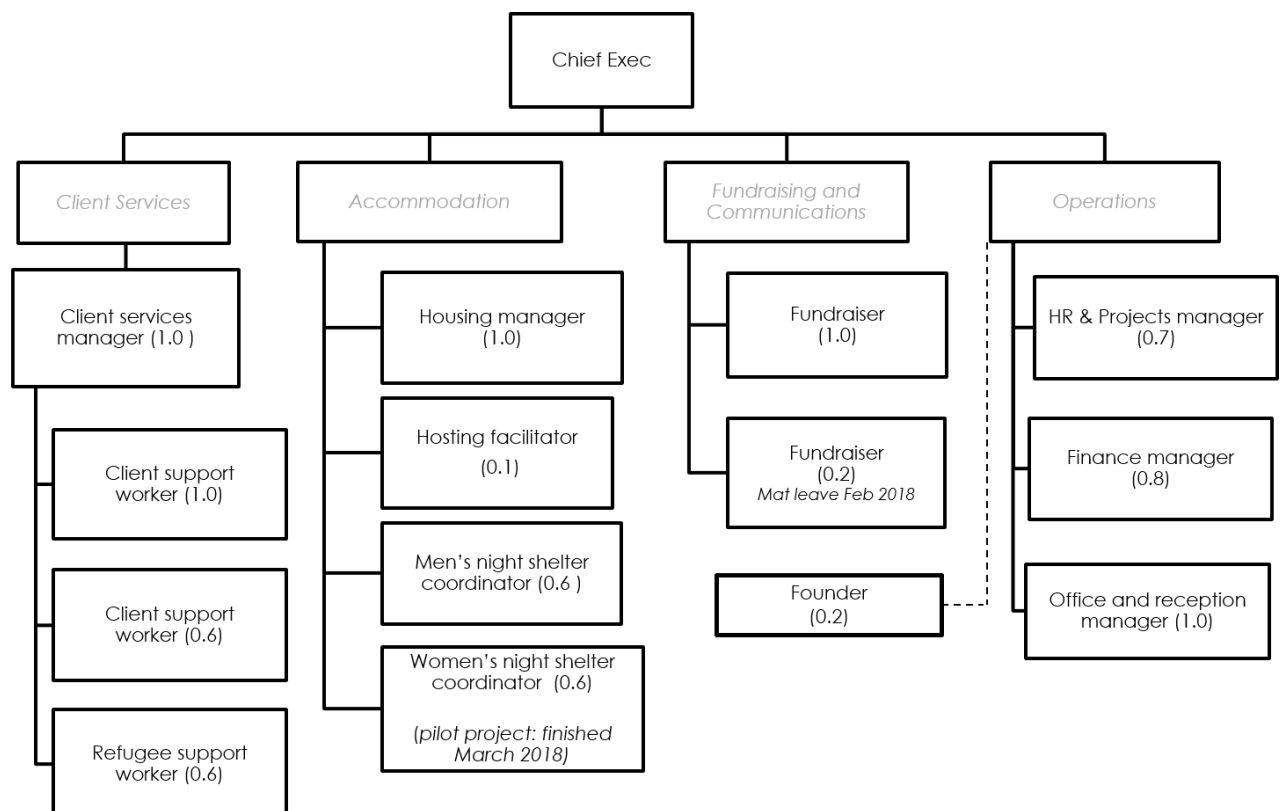 Chief Exec
Client Services
Accommodation
Fundraising and
Communications
Operations
Client services
manager (1.0 )
Client support
worker (1.0)
Client support
worker (0.6)
Refugee support
worker (0.6)
Housing manager
(1.0)
Hosting facilitator
(0.1)
Men’s night shelter
coordinator (0.6 )
Women’s night shelter
coordinator (0.6)
(pilot project: finished
March 2018)
Fundraiser
(1.0)
Fundraiser
(0.2)
Mat leave Feb 2018
Founder
(0.2)
HR & Projects manager
(0.7)
Finance manager
(0.8)
Office and reception
manager (1.0)